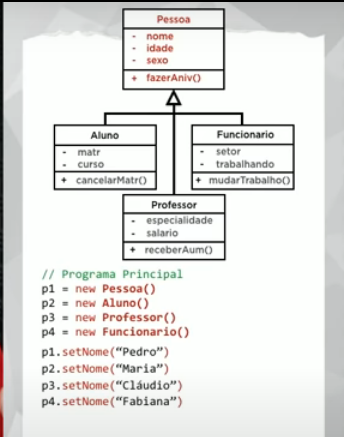 Pessoa
- nome
- idade
- sexo
+ fazerAniv()
Aluno
- matr
- curso
+ cancelarMatr()
Funcionario
- setor
- trabalhando
+ mudarTrabalho()
Professor
- especialidade
- salario
+ receberAum()
// Programa Principal
p1 = new Pessoa()
p2 = new Aluno()
p3 = new Professor()
p4 = new Funcionario()
p1.setNome(“Pedro”)
p2.setNome(“Maria”)
p3.setNome(“Cláudio”)
p4.setNome(“Fabiana”)